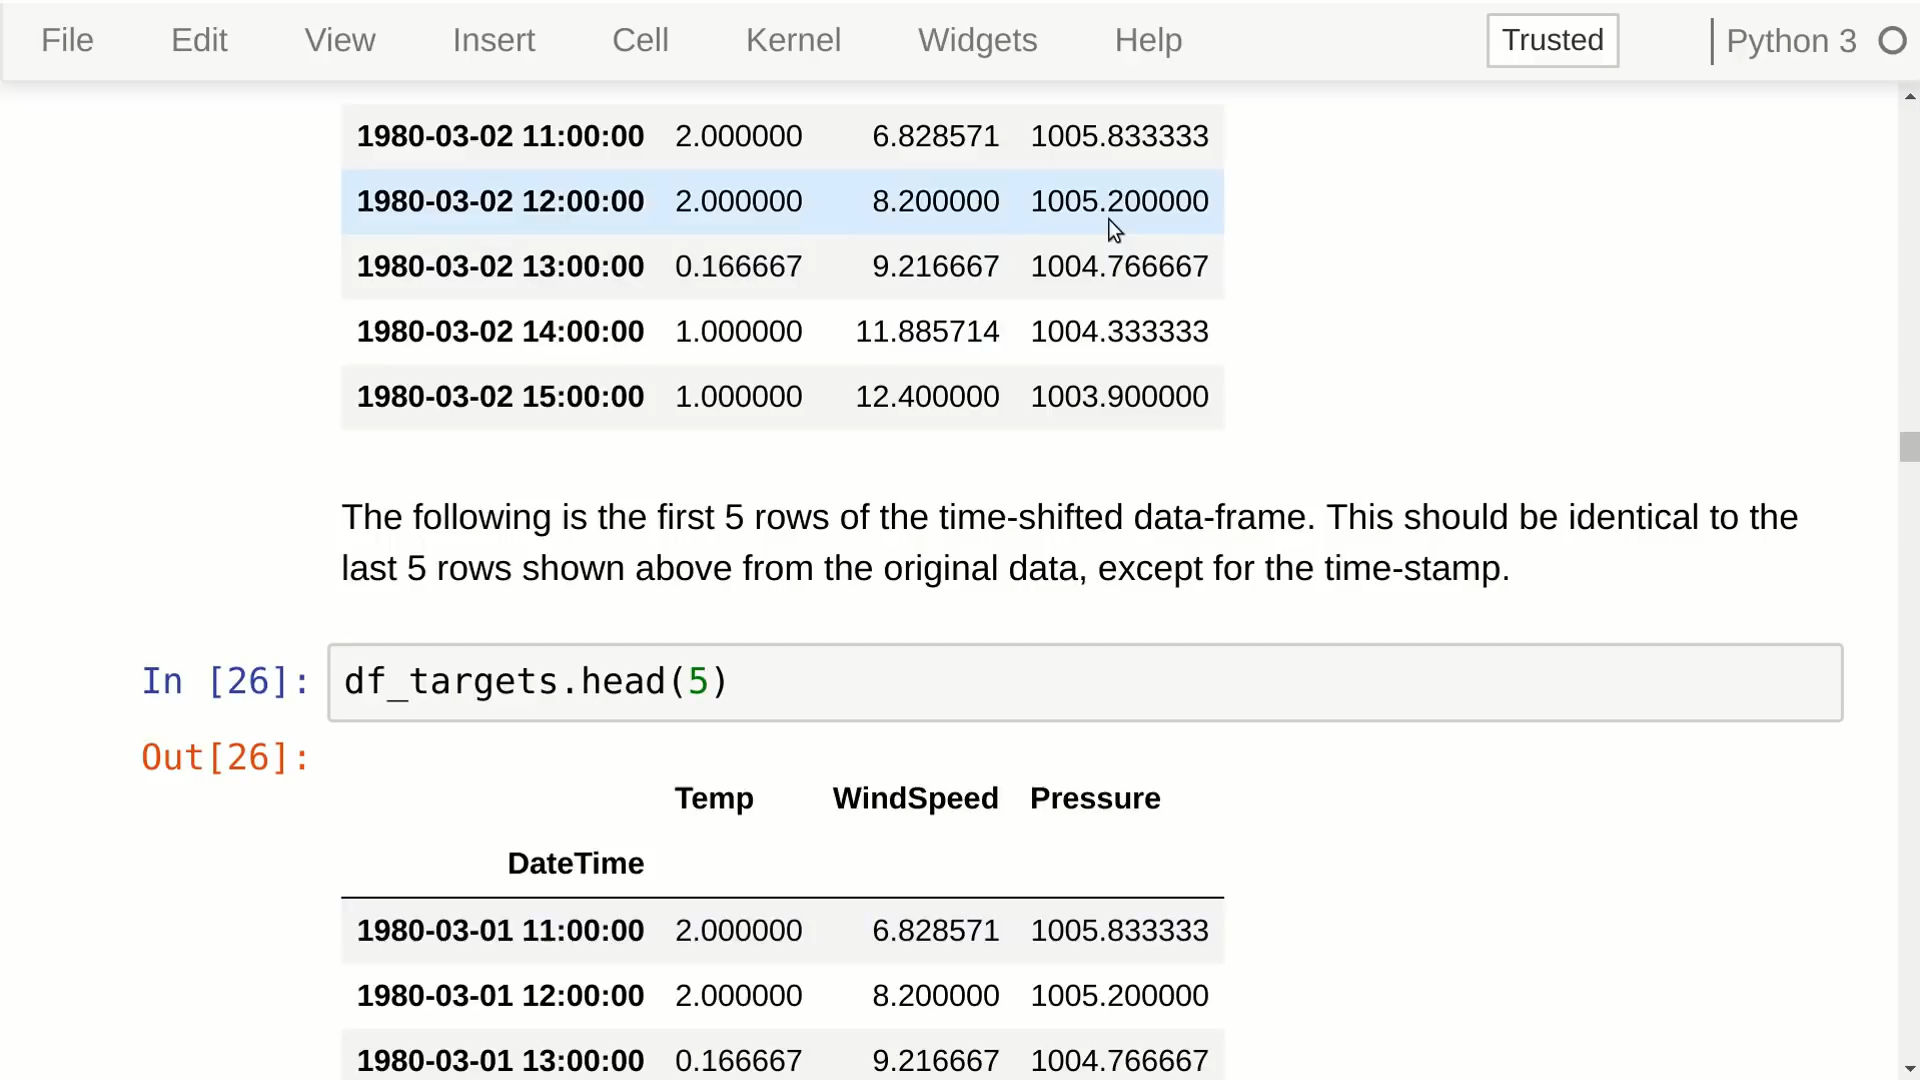 File Edit View Insert Cell Kernel Widgets Help Trusted Python 3
1980-03-02 11:00:00 2.000000 6.828571 1005.833333
1980-03-02 12:00:00 2.000000 8.200000 1005.200000
1980-03-02 13:00:00 0.166667 9.216667 1004.766667
1980-03-02 14:00:00 1.000000 11.885714 1004.333333
1980-03-02 15:00:00 1.000000 12.400000 1003.900000
The following is the first 5 rows of the time-shifted data-frame. This should be identical to the
last 5 rows shown above from the original data, except for the time-stamp.
In [26]: df_targets.head(5)
Out[26]:
Temp WindSpeed Pressure
DateTime
1980-03-01 11:00:00 2.000000 6.828571 1005.833333
1980-03-01 12:00:00 2.000000 8.200000 1005.200000
1980-03-01 13:00:00 0.166667 9.216667 1004.766667